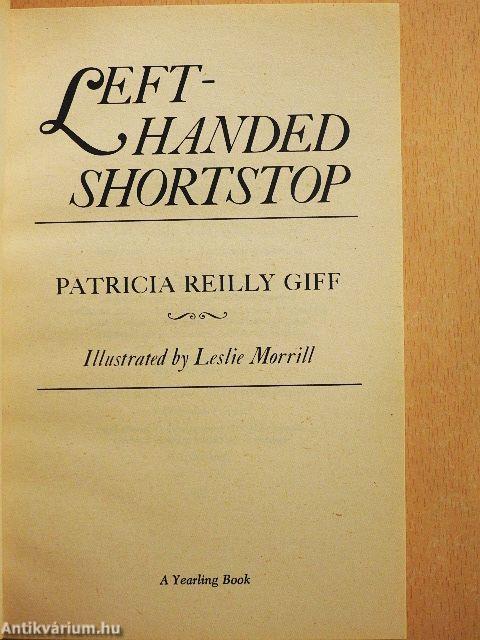 LEFT-
HANDED
SHORTSTOP
PATRICIA REILLY GIFF
Illustrated by Leslie Morrill
A Yearling Book
Antikvárium.hu